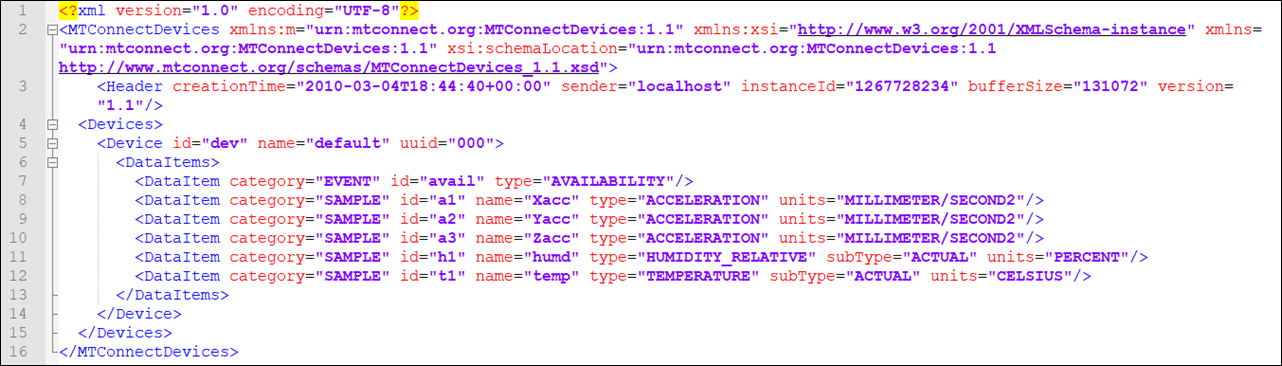 1 <?xml version="1.0" encoding="UTF-8"?>
2 <MTConnectDevices xmlns:m="urn:mtconnect.org:MTConnectDevices:1.1" xmlns:xsi="http://www.w3.org/2001/XMLSchema-instance" xmlns=
"urn:mtconnect.org:MTConnectDevices:1.1" xsi:schemaLocation="urn:mtconnect.org:MTConnectDevices:1.1
http://www.mtconnect.org/schemas/MTConnectDevices_1.1.xsd">
3 <Header creationTime="2010-03-04T18:44:40+00:00" sender="localhost" instanceId="1267728234" bufferSize="131072" version=
"1.1"/>
4 <Devices>
5 <Device id="dev" name="default" uuid="000">
6 <DataItems>
7 <DataItem category="EVENT" id="avail" type="AVAILABILITY"/>
8 <DataItem category="SAMPLE" id="a1" name="Xacc" type="ACCELERATION" units="MILLIMETER/SECOND2"/>
9 <DataItem category="SAMPLE" id="a2" name="Yacc" type="ACCELERATION" units="MILLIMETER/SECOND2"/>
10 <DataItem category="SAMPLE" id="a3" name="Zacc" type="ACCELERATION" units="MILLIMETER/SECOND2"/>
11 <DataItem category="SAMPLE" id="h1" name="humd" type="HUMIDITY_RELATIVE" subType="ACTUAL" units="PERCENT"/>
12 <DataItem category="SAMPLE" id="t1" name="temp" type="TEMPERATURE" subType="ACTUAL" units="CELSIUS"/>
13 </DataItems>
14 </Device>
15 </Devices>
16 </MTConnectDevices>